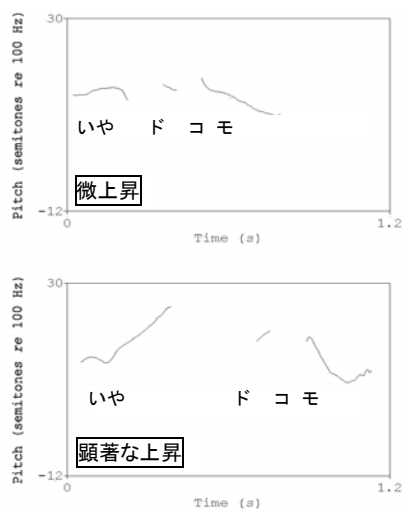 30
Pitch (semitones re 100 Hz)
いや ド コ モ
微上昇
-12
0 1.2
Time (s)
30
Pitch (semitones re 100 Hz)
いや ド コ モ
顕著な上昇
-12
0 1.2
Time (s)